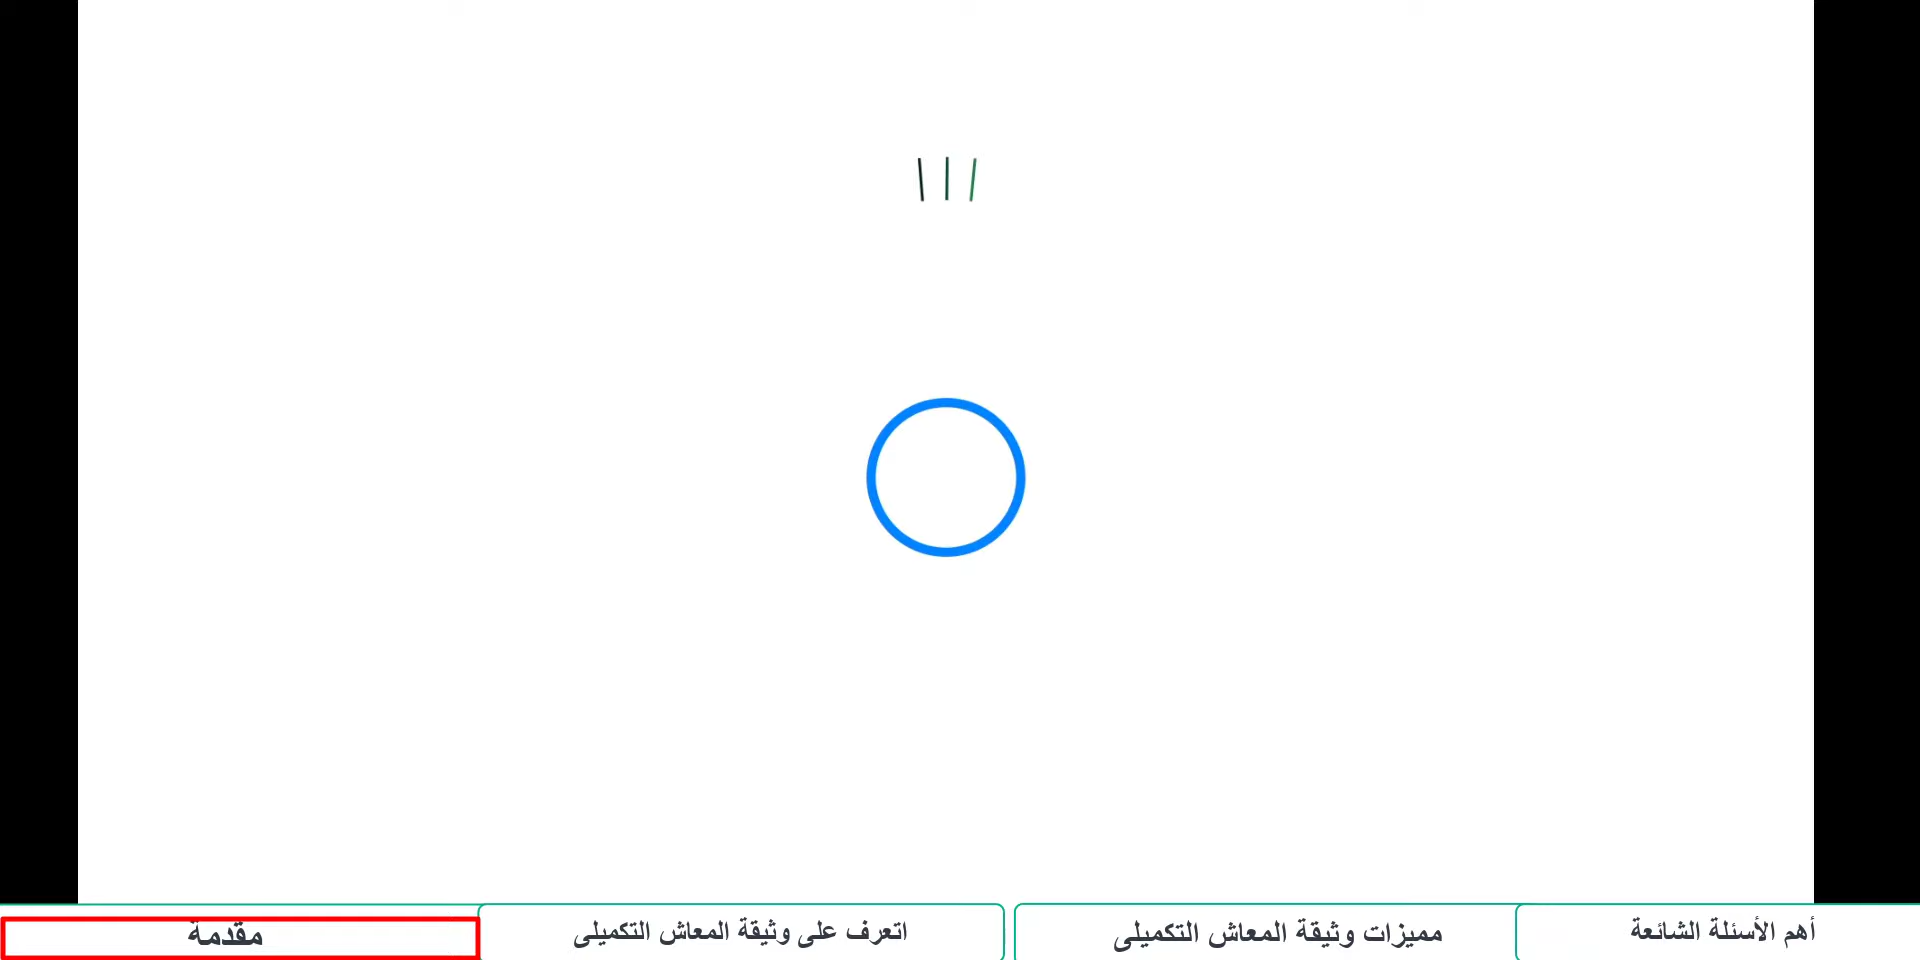 مقدمة
اتعرف على وثيقة المعاش التكميلى
مميزات وثيقة المعاش التكميلى
أهم الأسئلة الشائعة